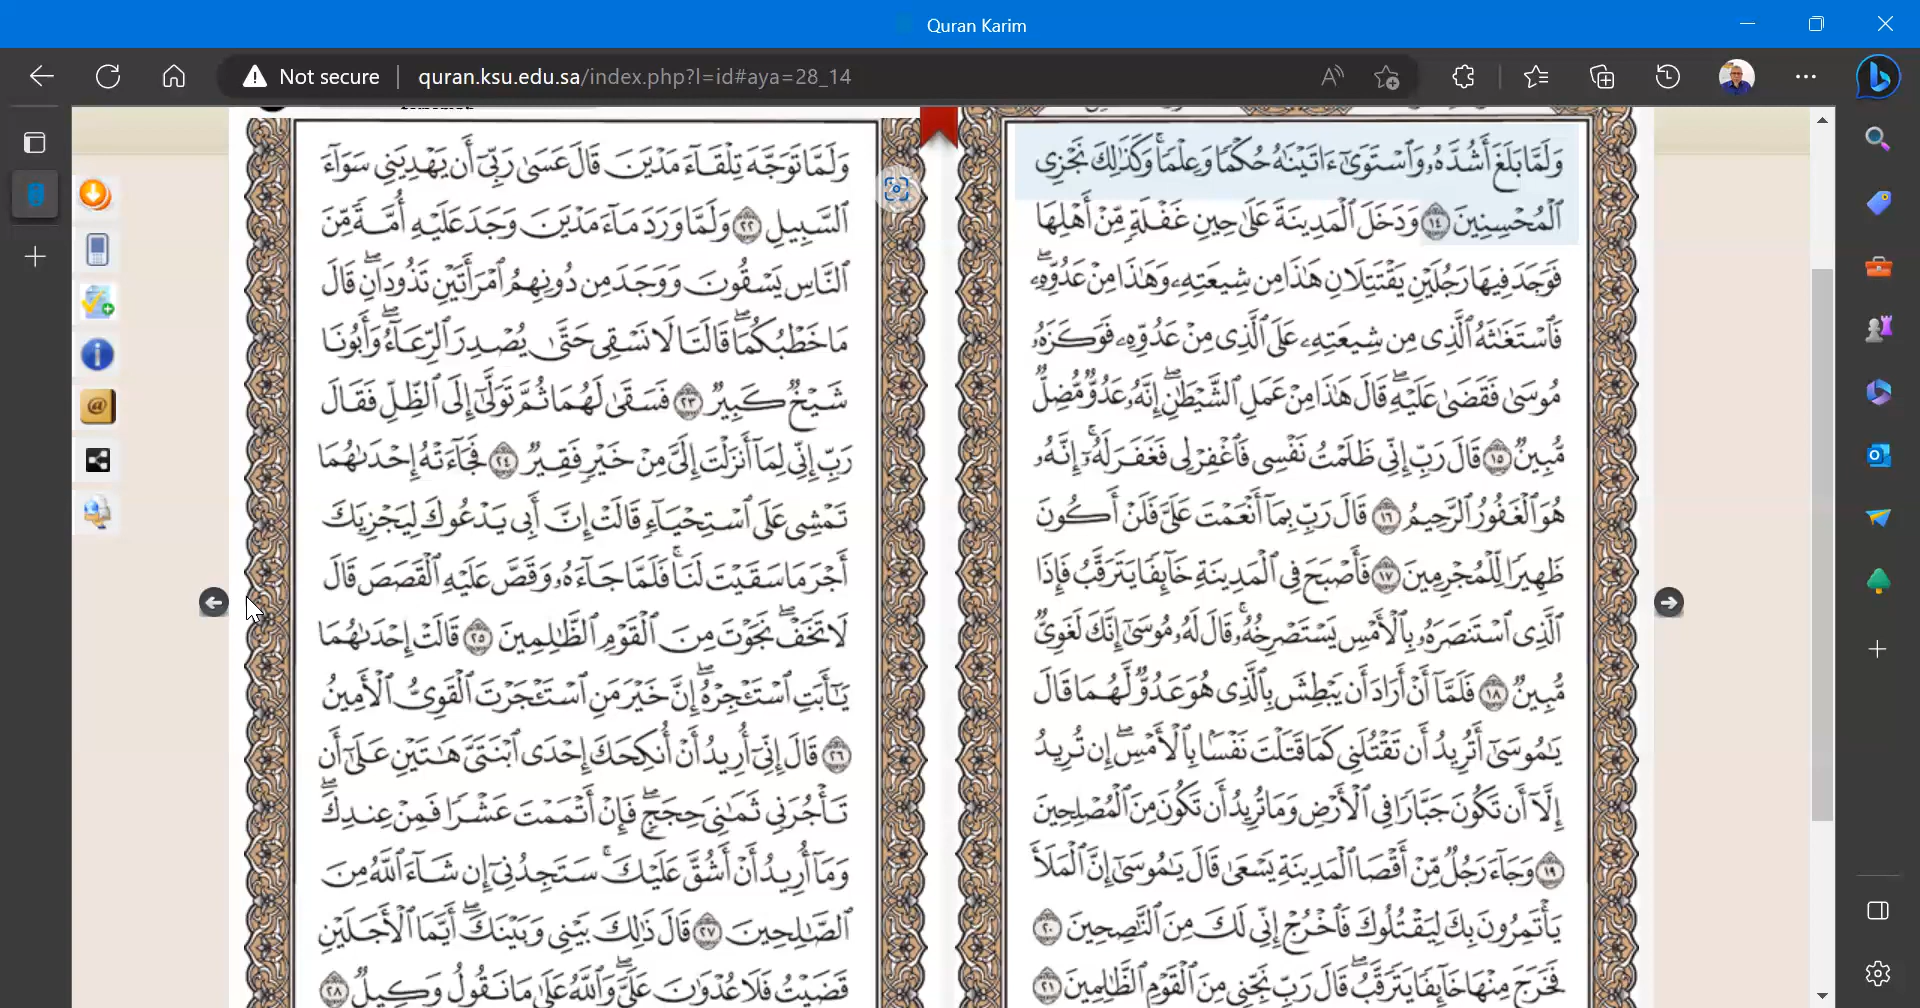 Quran Karim
Not secure
quran.ksu.edu.sa/index.php?l=id#aya=28_14
وَلَمَّا بَلَغَ أَشُدَّهُۥ وَٱسْتَوَىٰٓ ءَاتَيْنَٰهُ حُكْمًا وَعِلْمًا ۚ وَكَذَٰلِكَ نَجْزِى
ٱلْمُحْسِنِينَ ١٤ وَدَخَلَ ٱلْمَدِينَةَ عَلَىٰ حِينِ غَفْلَةٍ مِّنْ أَهْلِهَا
فَوَجَدَ فِيهَا رَجُلَيْنِ يَقْتَتِلَانِ هَٰذَا مِن شِيعَتِهِۦ وَهَٰذَا مِنْ عَدُوِّهِۦ ۖ
فَٱسْتَغَٰثَهُ ٱلَّذِى مِن شِيعَتِهِۦ عَلَى ٱلَّذِى مِنْ عَدُوِّهِۦ فَوَكَزَهُۥ
مُوسَىٰ فَقَضَىٰ عَلَيْهِ ۖ قَالَ هَٰذَا مِنْ عَمَلِ ٱلشَّيْطَٰنِ ۖ إِنَّهُۥ عَدُوٌّ مُّضِلٌّ
مُّبِينٌ ١٥ قَالَ رَبِّ إِنِّى ظَلَمْتُ نَفْسِى فَٱغْفِرْ لِى فَغَفَرَ لَهُۥٓ ۚ إِنَّهُۥ
هُوَ ٱلْغَفُورُ ٱلرَّحِيمُ ١٦ قَالَ رَبِّ بِمَآ أَنْعَمْتَ عَلَىَّ فَلَنْ أَكُونَ
ظَهِيرًا لِّلْمُجْرِمِينَ ١٧ فَأَصْبَحَ فِى ٱلْمَدِينَةِ خَآئِفًا يَتَرَقَّبُ فَإِذَا
ٱلَّذِى ٱسْتَنصَرَهُۥ بِٱلْأَمْسِ يَسْتَصْرِخُهُۥ ۚ قَالَ لَهُۥ مُوسَىٰٓ إِنَّكَ لَغَوِىٌّ
مُّبِينٌ ١٨ فَلَمَّآ أَنْ أَرَادَ أَن يَبْطِشَ بِٱلَّذِى هُوَ عَدُوٌّ لَّهُمَا قَالَ
يَٰمُوسَىٰٓ أَتُرِيدُ أَن تَقْتُلَنِى كَمَا قَتَلْتَ نَفْسًۢا بِٱلْأَمْسِ ۖ إِن تُرِيدُ
إِلَّآ أَن تَكُونَ جَبَّارًا فِى ٱلْأَرْضِ وَمَا تُرِيدُ أَن تَكُونَ مِنَ ٱلْمُصْلِحِينَ
١٩ وَجَآءَ رَجُلٌ مِّنْ أَقْصَا ٱلْمَدِينَةِ يَسْعَىٰ قَالَ يَٰمُوسَىٰٓ إِنَّ ٱلْمَلَأَ
يَأْتَمِرُونَ بِكَ لِيَقْتُلُوكَ فَٱخْرُجْ إِنِّى لَكَ مِنَ ٱلنَّٰصِحِينَ ٢٠
فَخَرَجَ مِنْهَا خَآئِفًا يَتَرَقَّبُ ۖ قَالَ رَبِّ نَجِّنِى مِنَ ٱلْقَوْمِ ٱلظَّٰلِمِينَ ٢١
وَلَمَّا تَوَجَّهَ تِلْقَآءَ مَدْيَنَ قَالَ عَسَىٰ رَبِّىٓ أَن يَهْدِيَنِى سَوَآءَ
ٱلسَّبِيلِ ٢٢ وَلَمَّا وَرَدَ مَآءَ مَدْيَنَ وَجَدَ عَلَيْهِ أُمَّةً مِّنَ
ٱلنَّاسِ يَسْقُونَ وَوَجَدَ مِن دُونِهِمُ ٱمْرَأَتَيْنِ تَذُودَانِ ۖ قَالَ
مَا خَطْبُكُمَا ۖ قَالَتَا لَا نَسْقِى حَتَّىٰ يُصْدِرَ ٱلرِّعَآءُ ۖ وَأَبُونَا
شَيْخٌ كَبِيرٌ ٢٣ فَسَقَىٰ لَهُمَا ثُمَّ تَوَلَّىٰٓ إِلَى ٱلظِّلِّ فَقَالَ
رَبِّ إِنِّى لِمَآ أَنزَلْتَ إِلَىَّ مِنْ خَيْرٍ فَقِيرٌ ٢٤ فَجَآءَتْهُ إِحْدَىٰهُمَا
تَمْشِى عَلَى ٱسْتِحْيَآءٍ قَالَتْ إِنَّ أَبِى يَدْعُوكَ لِيَجْزِيَكَ
أَجْرَ مَا سَقَيْتَ لَنَا ۚ فَلَمَّا جَآءَهُۥ وَقَصَّ عَلَيْهِ ٱلْقَصَصَ قَالَ
لَا تَخَفْ ۖ نَجَوْتَ مِنَ ٱلْقَوْمِ ٱلظَّٰلِمِينَ ٢٥ قَالَتْ إِحْدَىٰهُمَا
يَٰٓأَبَتِ ٱسْتَـْٔجِرْهُ ۖ إِنَّ خَيْرَ مَنِ ٱسْتَـْٔجَرْتَ ٱلْقَوِىُّ ٱلْأَمِينُ
٢٦ قَالَ إِنِّىٓ أُرِيدُ أَنْ أُنكِحَكَ إِحْدَى ٱبْنَتَىَّ هَٰتَيْنِ عَلَىٰٓ أَن
تَأْجُرَنِى ثَمَٰنِىَ حِجَجٍ ۖ فَإِنْ أَتْمَمْتَ عَشْرًا فَمِنْ عِندِكَ ۖ
وَمَآ أُرِيدُ أَنْ أَشُقَّ عَلَيْكَ ۚ سَتَجِدُنِىٓ إِن شَآءَ ٱللَّهُ مِنَ
ٱلصَّٰلِحِينَ ٢٧ قَالَ ذَٰلِكَ بَيْنِى وَبَيْنَكَ ۖ أَيَّمَا ٱلْأَجَلَيْنِ
قَضَيْتُ فَلَا عُدْوَٰنَ عَلَىَّ ۖ وَٱللَّهُ عَلَىٰ مَا نَقُولُ وَكِيلٌ ٢٨